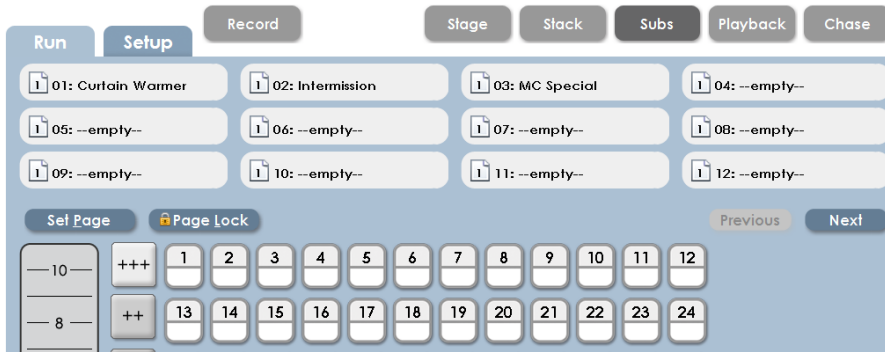 Record Stage Stack Subs Playback Chase
Run Setup
1 01: Curtain Warmer 1 02: Intermission 1 03: MC Special 1 04: --empty--
1 05: --empty-- 1 06: --empty-- 1 07: --empty-- 1 08: --empty--
1 09: --empty-- 1 10: --empty-- 1 11: --empty-- 1 12: --empty--
Set Page Page Lock Previous Next
10 +++ 1 2 3 4 5 6 7 8 9 10 11 12
8 ++ 13 14 15 16 17 18 19 20 21 22 23 24